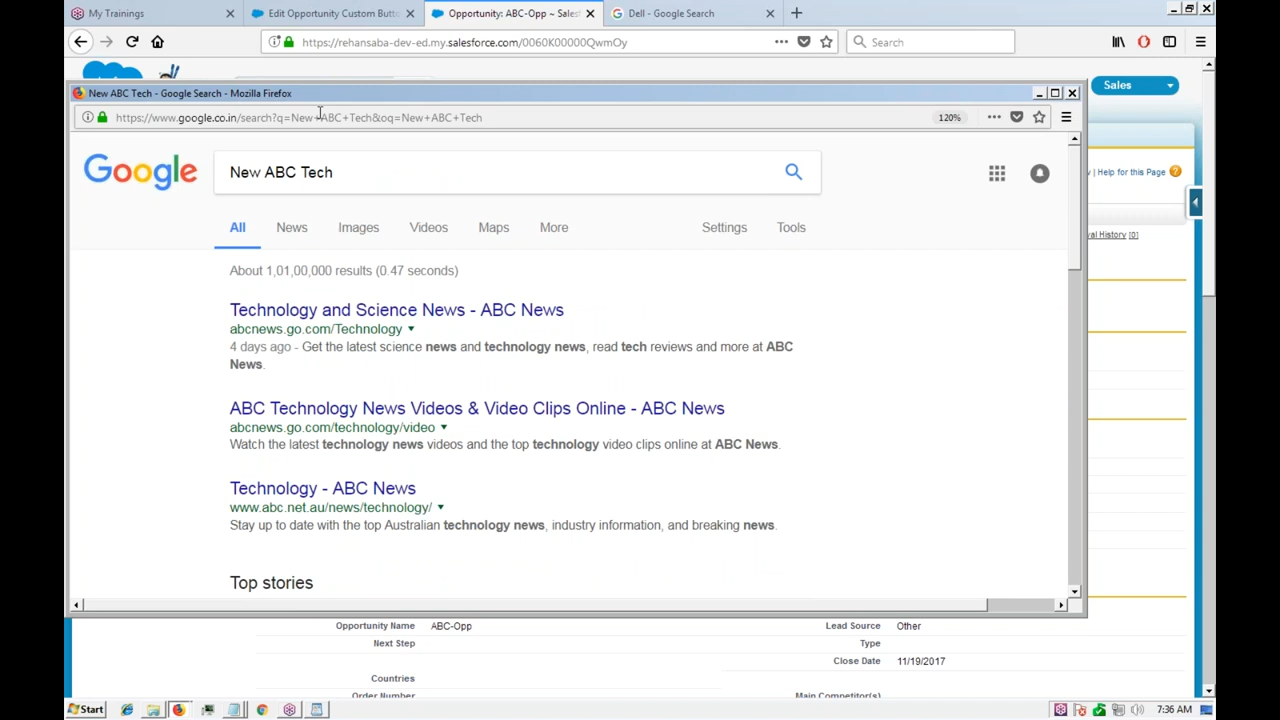 My Trainings
Edit Opportunity Custom Butto
Opportunity: ABC-Opp ~ Sales
Dell - Google Search
https://rehansaba-dev-ed.my.salesforce.com/0060K00000QwmOy
Search
Sales
New ABC Tech - Google Search - Mozilla Firefox
https://www.google.co.in/search?q=New+ABC+Tech&oq=New+ABC+Tech
120%
Google
New ABC Tech
| Help for this Page
All
News
Images
Videos
Maps
More
Settings
Tools
val History [0]
About 1,01,00,000 results (0.47 seconds)
Technology and Science News - ABC News
abcnews.go.com/Technology
4 days ago - Get the latest science news and technology news, read tech reviews and more at ABC
News.
ABC Technology News Videos & Video Clips Online - ABC News
abcnews.go.com/technology/video
Watch the latest technology news videos and the top technology video clips online at ABC News.
Technology - ABC News
www.abc.net.au/news/technology/
Stay up to date with the top Australian technology news, industry information, and breaking news.
Top stories
Opportunity Name ABC-Opp
Lead Source Other
Next Step
Type
Close Date 11/19/2017
Countries
Order Number
Main Competitor(s)
Start
7:36 AM